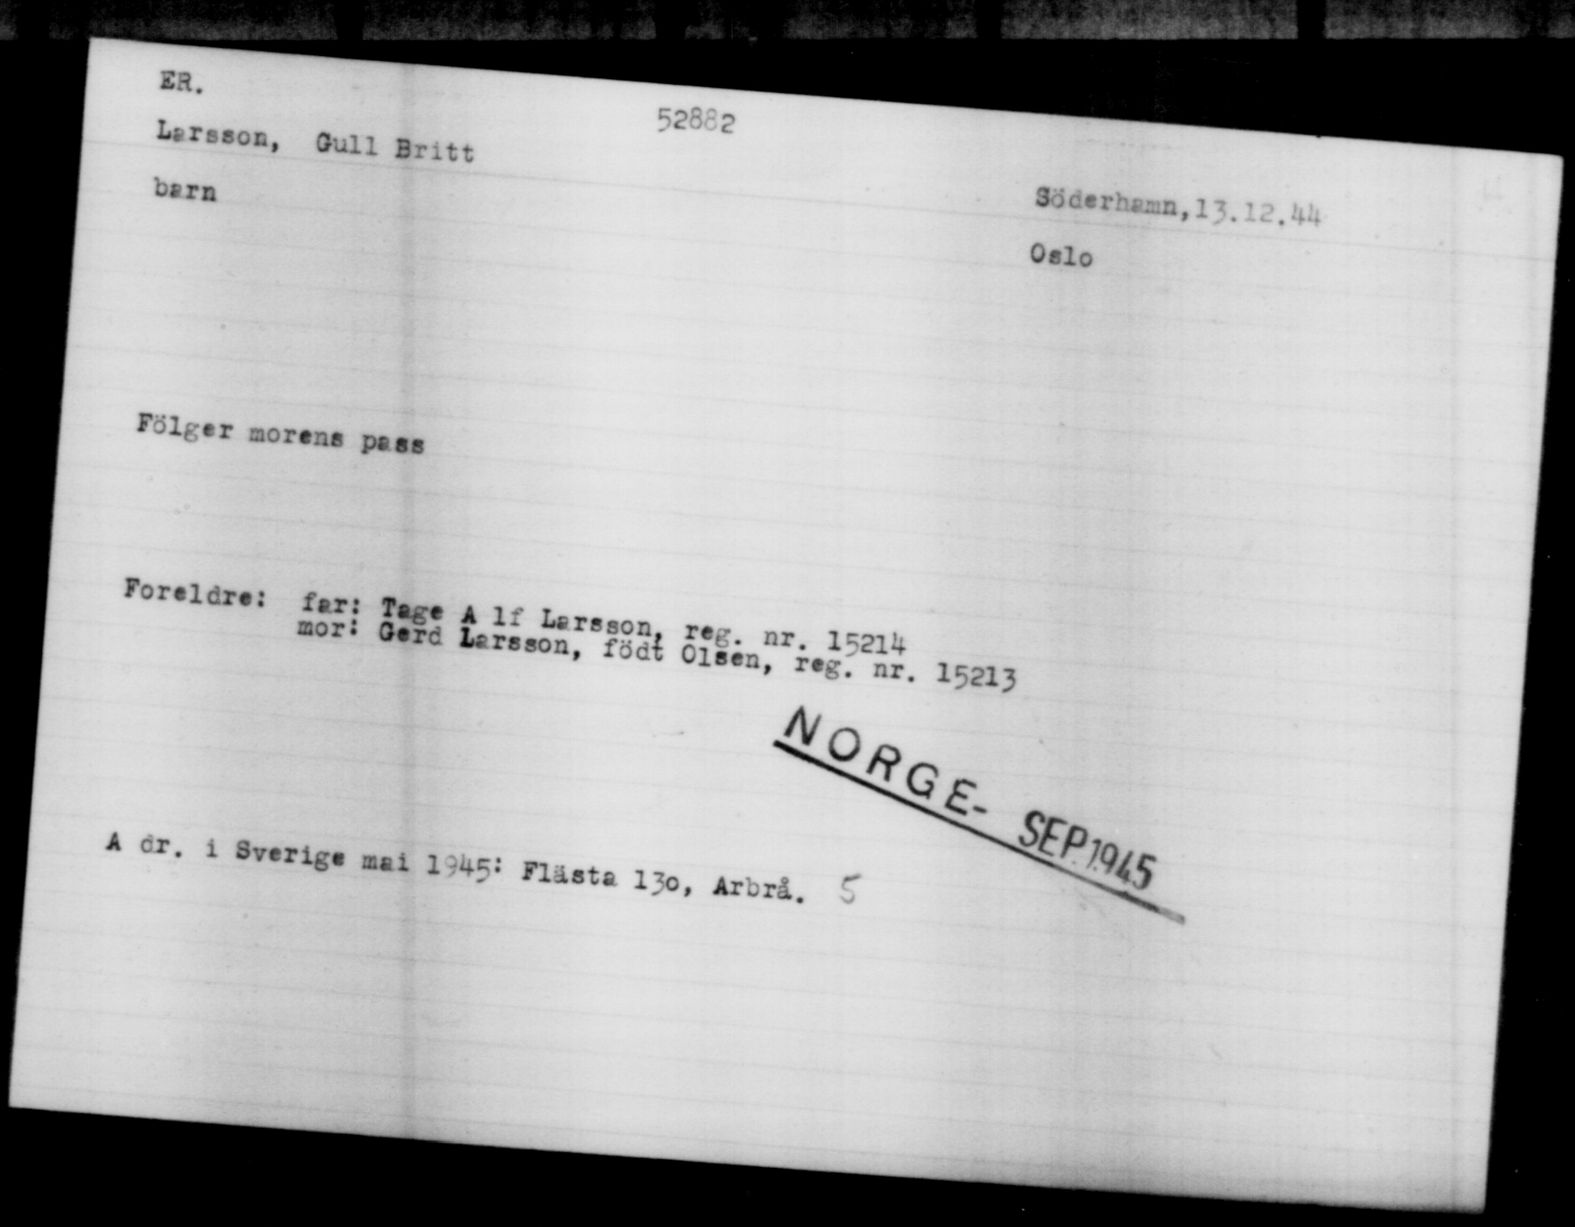 ER.
52882
Larsson, Gull Britt
barn
Söderhamn,13.12.44
Oslo
Fölger morens pass
Foreldre: far: Tage A lf Larsson, reg. nr. 15214
mor: Gerd Larsson, födt Olsen, reg. nr. 15213
NORGE- SEP.1945
A dr. i Sverige mai 1945: Flästa 13o, Arbrå. 5